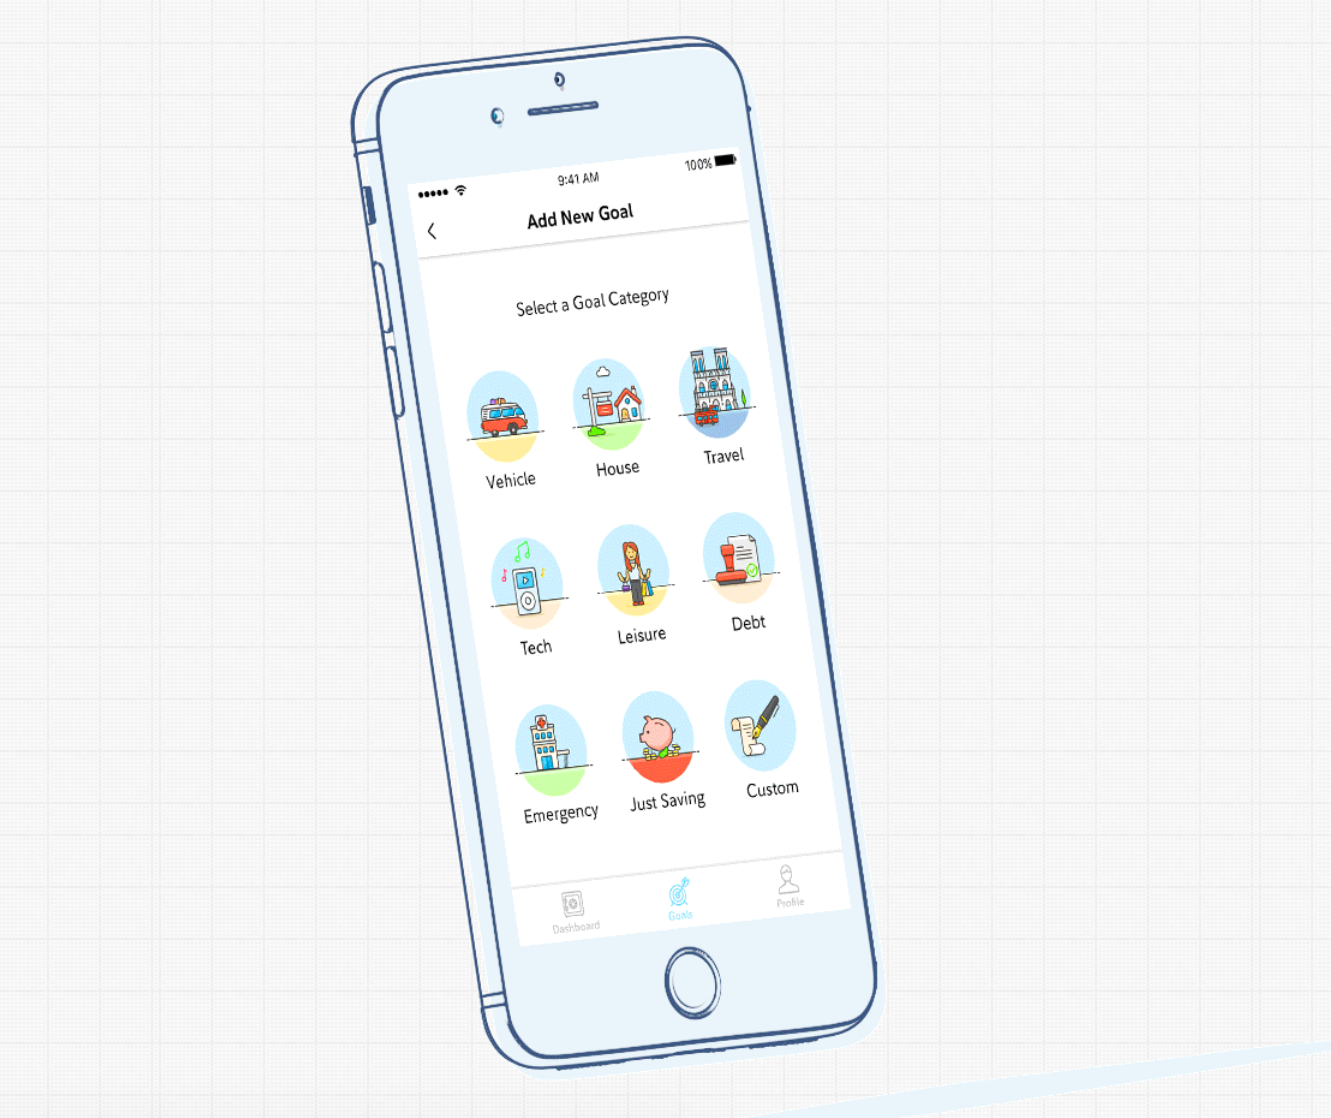 9:41 AM
100%
Add New Goal
Select a Goal Category
Vehicle
House
Travel
Tech
Leisure
Debt
Emergency
Just Saving
Custom
Dashboard
Goals
Profile